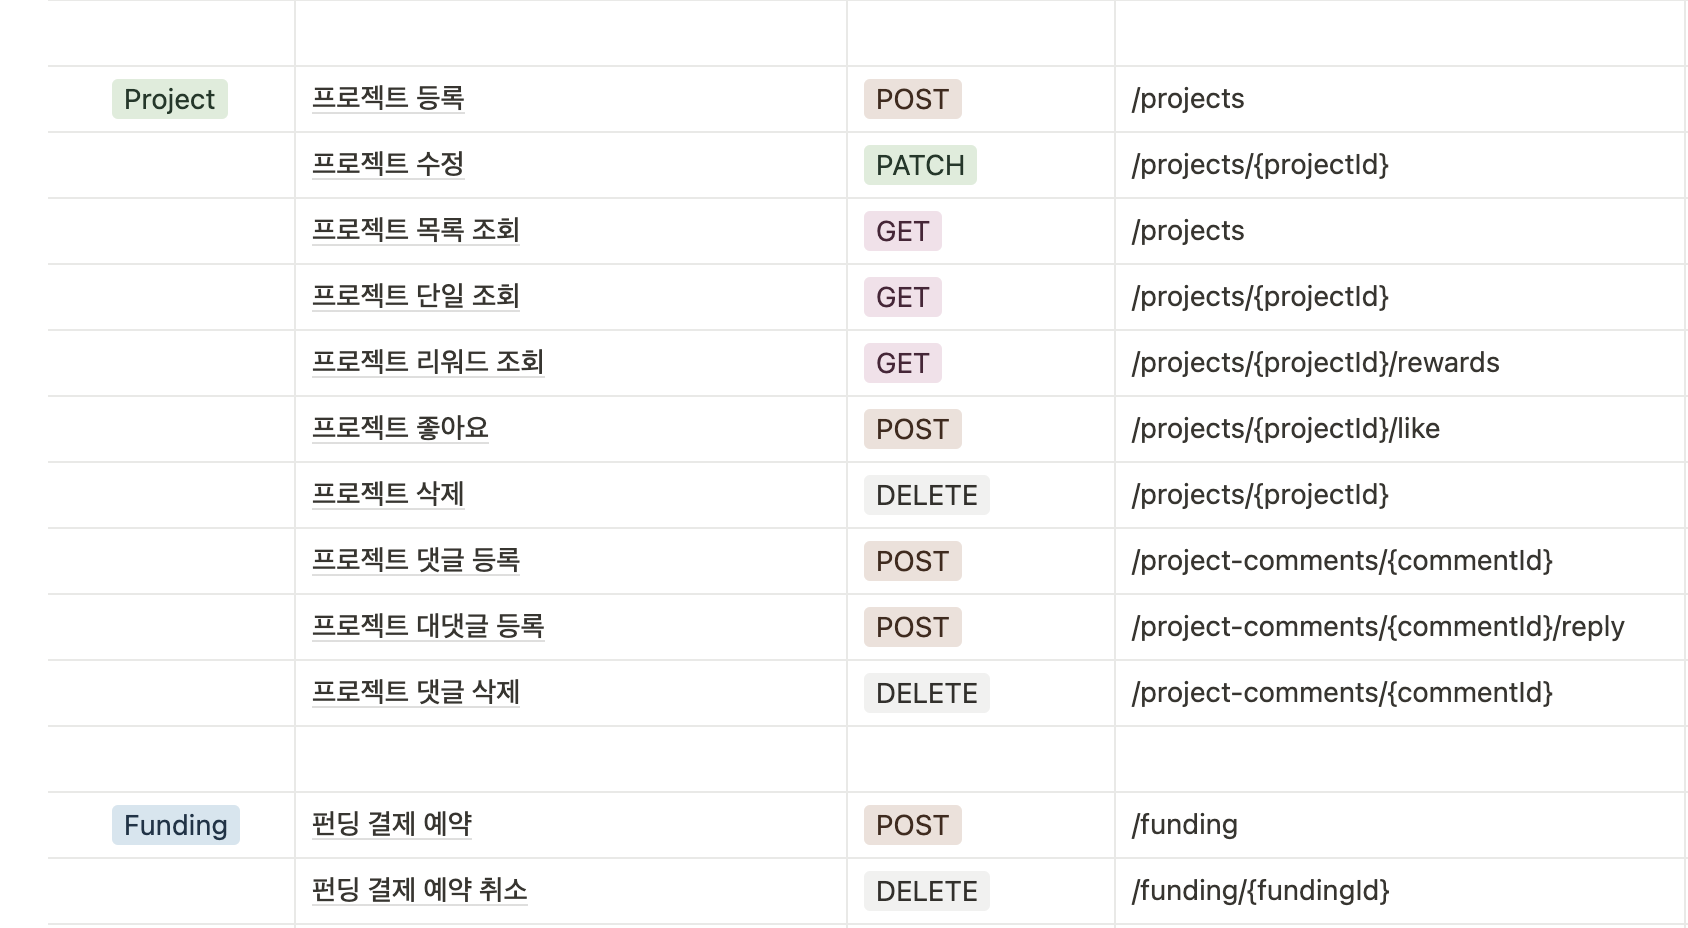 Project 프로젝트 등록 POST /projects
프로젝트 수정 PATCH /projects/{projectId}
프로젝트 목록 조회 GET /projects
프로젝트 단일 조회 GET /projects/{projectId}
프로젝트 리워드 조회 GET /projects/{projectId}/rewards
프로젝트 좋아요 POST /projects/{projectId}/like
프로젝트 삭제 DELETE /projects/{projectId}
프로젝트 댓글 등록 POST /project-comments/{commentId}
프로젝트 대댓글 등록 POST /project-comments/{commentId}/reply
프로젝트 댓글 삭제 DELETE /project-comments/{commentId}
Funding 펀딩 결제 예약 POST /funding
펀딩 결제 예약 취소 DELETE /funding/{fundingId}